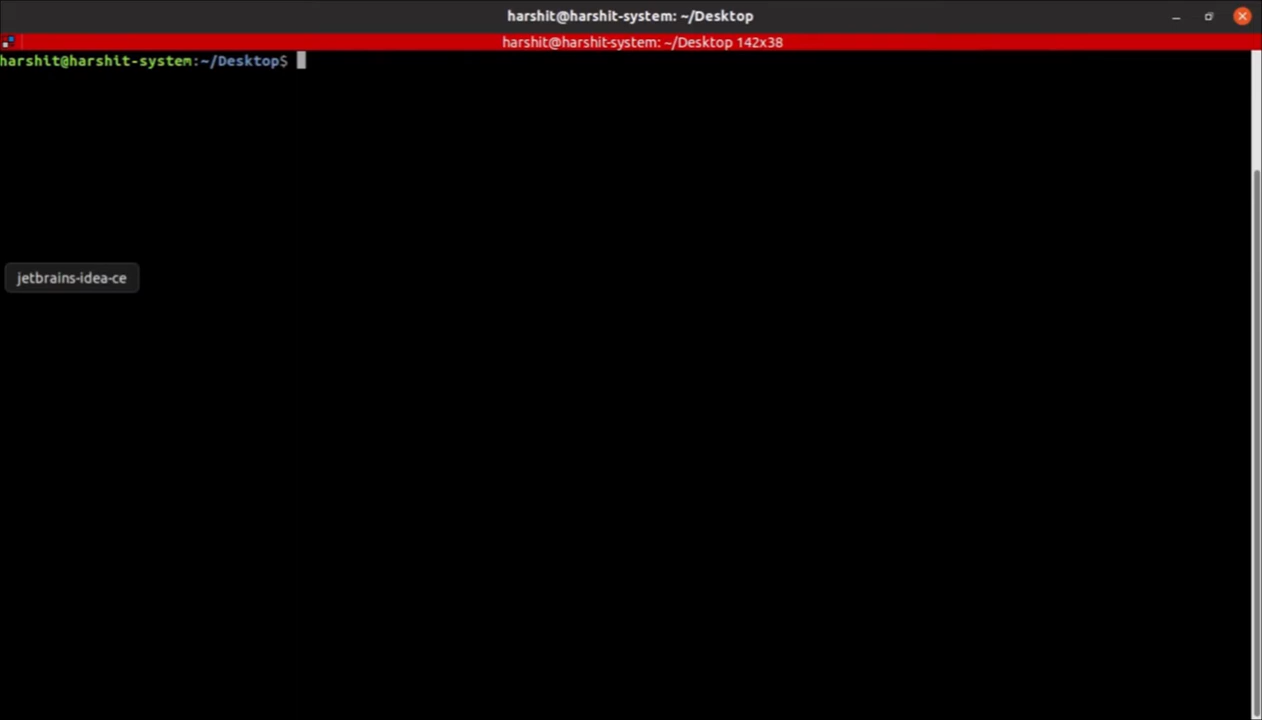 harshit@harshit-system: ~/Desktop
harshit@harshit-system: ~/Desktop 142x38
harshit@harshit-system:~/Desktop$
jetbrains-idea-ce